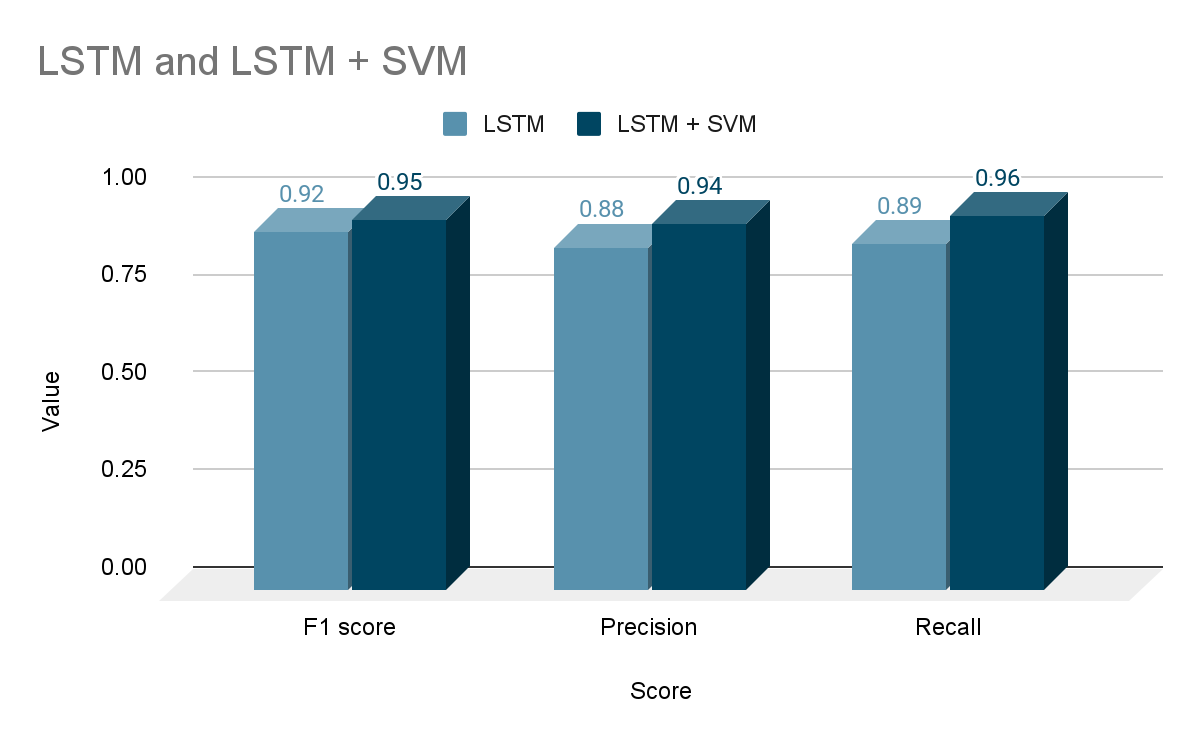 LSTM and LSTM + SVM
LSTM LSTM + SVM
1.00
0.75
0.50
0.25
0.00
Value
0.92 0.95 0.88 0.94 0.89 0.96
F1 score Precision Recall
Score